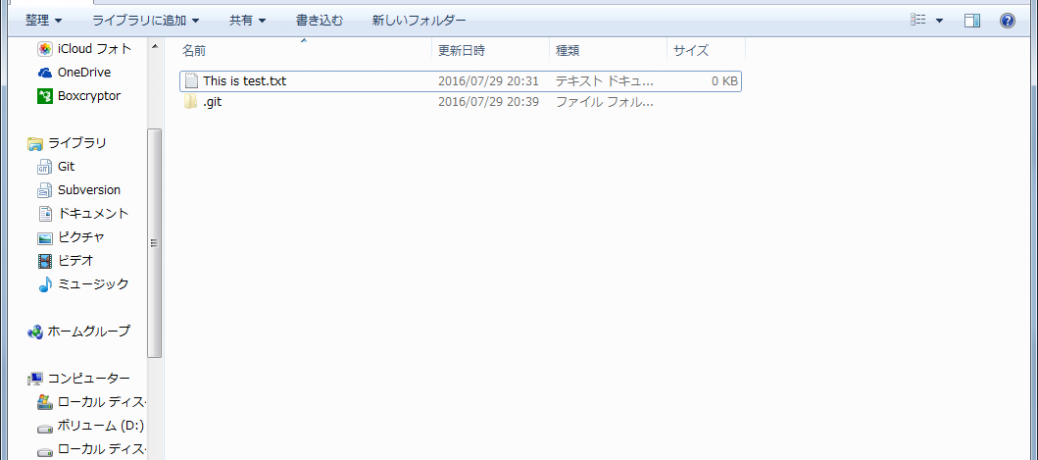 整理 ライブラリに追加 共有 書き込む 新しいフォルダー
名前 更新日時 種類 サイズ
This is test.txt 2016/07/29 20:31 テキスト ドキュ... 0 KB
.git 2016/07/29 20:39 ファイル フォル...
iCloud フォト
OneDrive
Boxcryptor
ライブラリ
Git
Subversion
ドキュメント
ピクチャ
ビデオ
ミュージック
ホームグループ
コンピューター
ローカル ディス
ボリューム (D:)
ローカル ディス